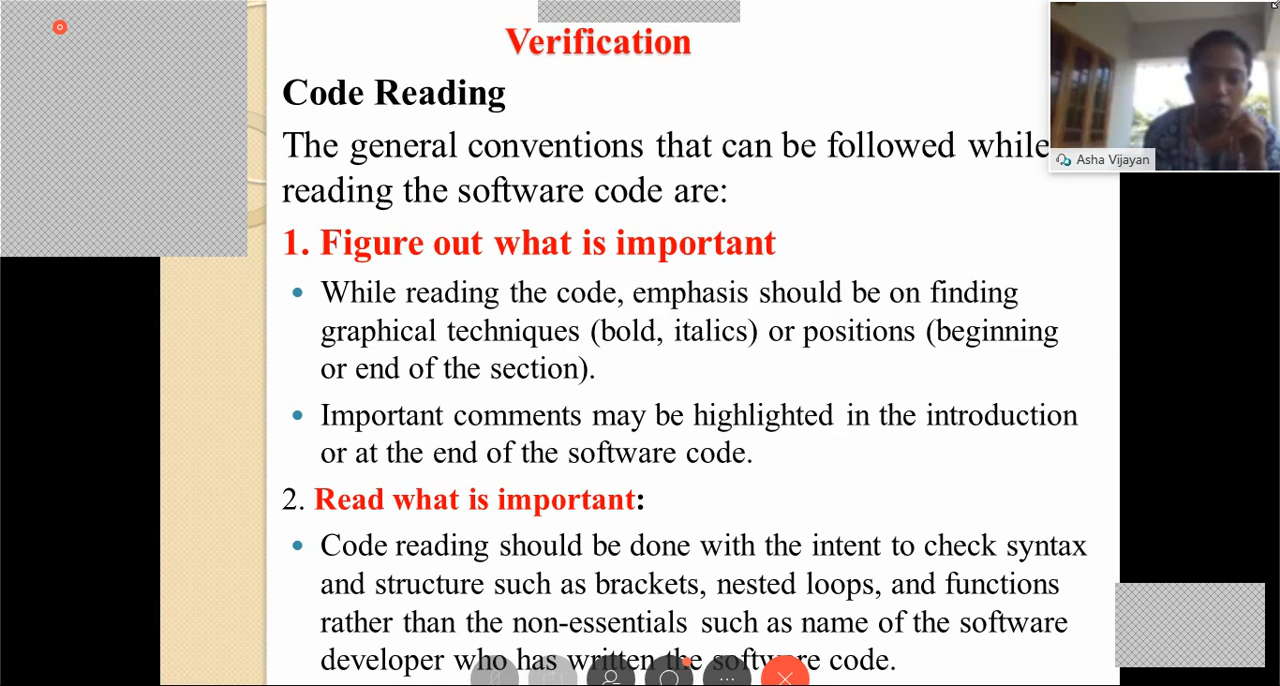 Verification
Code Reading
The general conventions that can be followed while
reading the software code are:
1. Figure out what is important
• While reading the code, emphasis should be on finding
graphical techniques (bold, italics) or positions (beginning
or end of the section).
• Important comments may be highlighted in the introduction
or at the end of the software code.
2. Read what is important:
• Code reading should be done with the intent to check syntax
and structure such as brackets, nested loops, and functions
rather than the non-essentials such as name of the software
developer who has written the software code.
Asha Vijayan